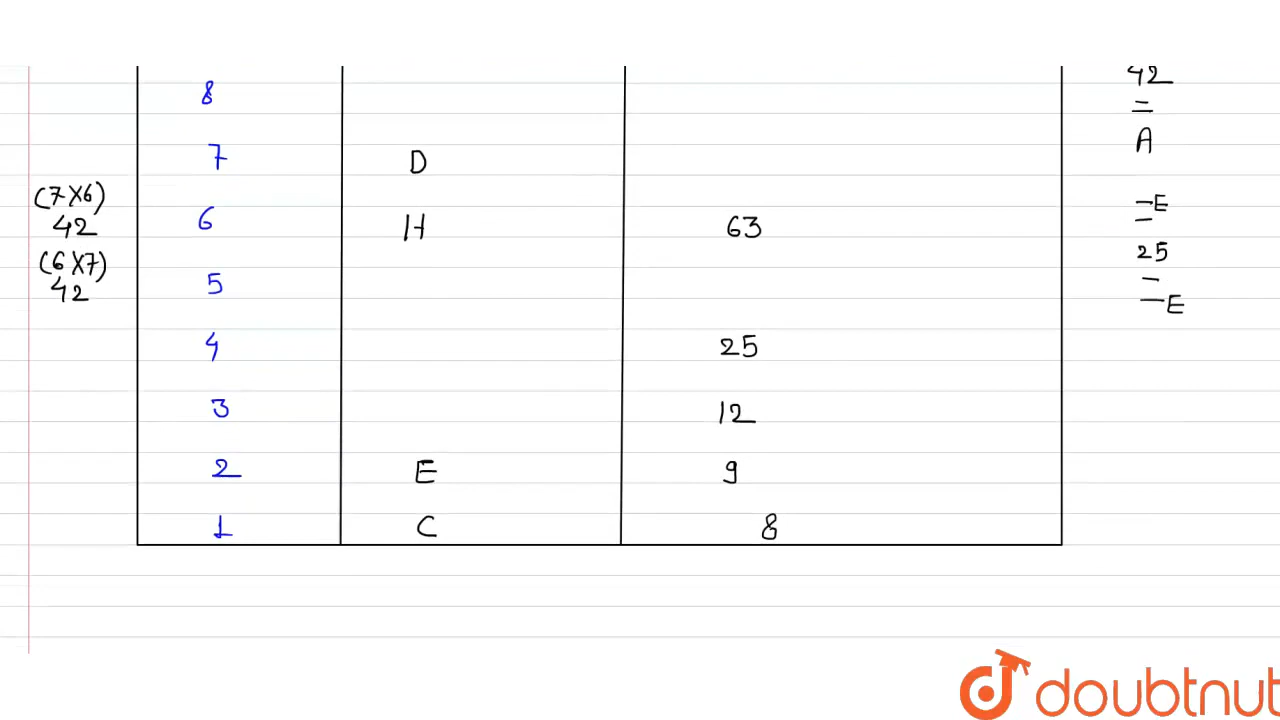 42
8
=
A
7 D
(7X6)
42 6 H 63
—E
—
(6X7)
42 5
25
—
—E
4 25
3 12
2 E 9
1 C 8
doubtnut